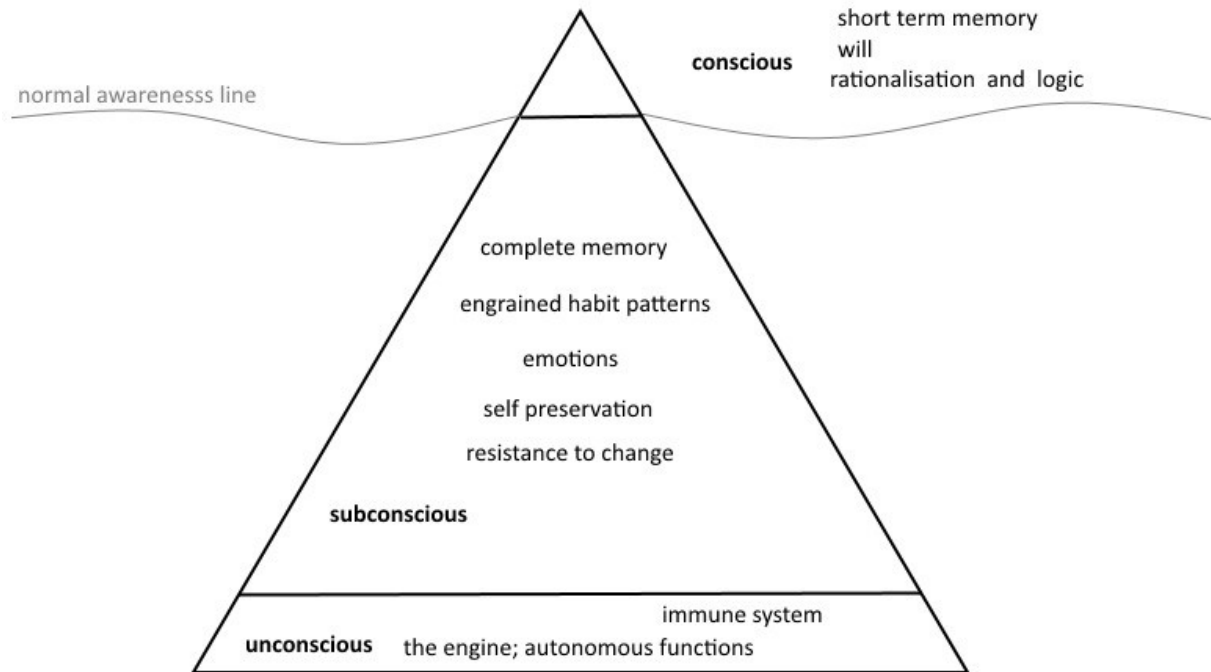 short term memory
will
conscious
rationalisation and logic
normal awarenesss line
complete memory
engrained habit patterns
emotions
self preservation
resistance to change
subconscious
immune system
unconscious the engine; autonomous functions